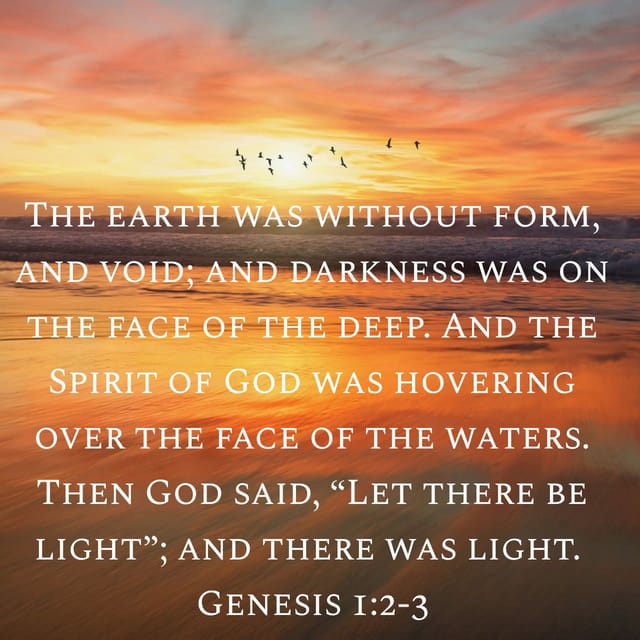 The earth was without form,
and void; and darkness was on
the face of the deep. And the
Spirit of God was hovering
over the face of the waters.
Then God said, “Let there be
light”; and there was light.
Genesis 1:2-3